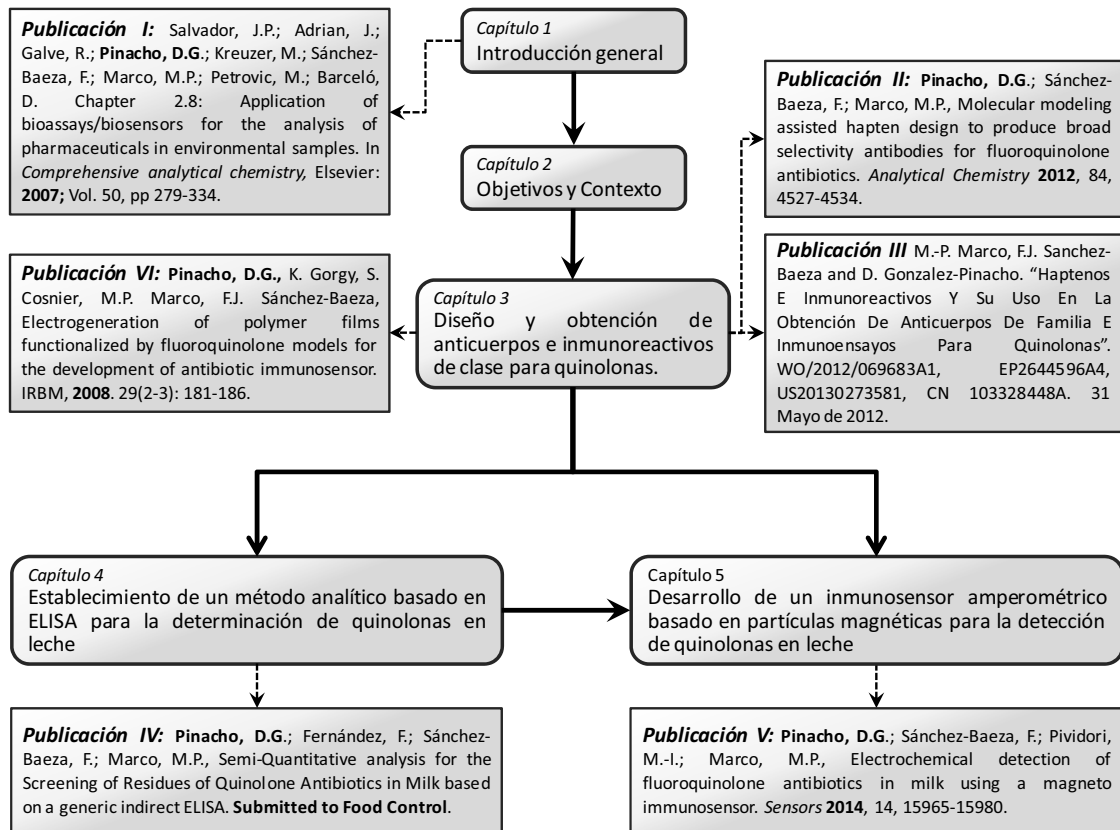 Publicación I: Salvador, J.P.; Adrian, J.;
Galve, R.; Pinacho, D.G.; Kreuzer, M.; Sánchez-
Baeza, F.; Marco, M.P.; Petrovic, M.; Barceló,
D. Chapter 2.8: Application of
bioassays/biosensors for the analysis of
pharmaceuticals in environmental samples. In
Comprehensive analytical chemistry, Elsevier:
2007; Vol. 50, pp 279-334.
Capítulo 1
Introducción general
Publicación II: Pinacho, D.G.; Sánchez-
Baeza, F.; Marco, M.P., Molecular modeling
assisted hapten design to produce broad
selectivity antibodies for fluoroquinolone
antibiotics. Analytical Chemistry 2012, 84,
4527-4534.
Capítulo 2
Objetivos y Contexto
Publicación VI: Pinacho, D.G., K. Gorgy, S.
Cosnier, M.P. Marco, F.J. Sánchez-Baeza,
Electrogeneration of polymer films
functionalized by fluoroquinolone models for
the development of antibiotic immunosensor.
IRBM, 2008. 29(2-3): 181-186.
Capítulo 3
Diseño y obtención de
anticuerpos e inmunoreactivos
de clase para quinolonas.
Publicación III M.-P. Marco, F.J. Sanchez-
Baeza and D. Gonzalez-Pinacho. “Haptenos
E Inmunoreactivos Y Su Uso En La
Obtención De Anticuerpos De Familia E
Inmunoensayos Para Quinolonas”.
WO/2012/069683A1, EP2644596A4,
US20130273581, CN 103328448A. 31
Mayo de 2012.
Capítulo 4
Establecimiento de un método analítico basado en
ELISA para la determinación de quinolonas en
leche
Capítulo 5
Desarrollo de un inmunosensor amperométrico
basado en partículas magnéticas para la detección
de quinolonas en leche
Publicación IV: Pinacho, D.G.; Fernández, F.; Sánchez-
Baeza, F.; Marco, M.P., Semi-Quantitative analysis for the
Screening of Residues of Quinolone Antibiotics in Milk based
on a generic indirect ELISA. Submitted to Food Control.
Publicación V: Pinacho, D.G.; Sánchez-Baeza, F.; Pividori,
M.-I.; Marco, M.P., Electrochemical detection of
fluoroquinolone antibiotics in milk using a magneto
immunosensor. Sensors 2014, 14, 15965-15980.